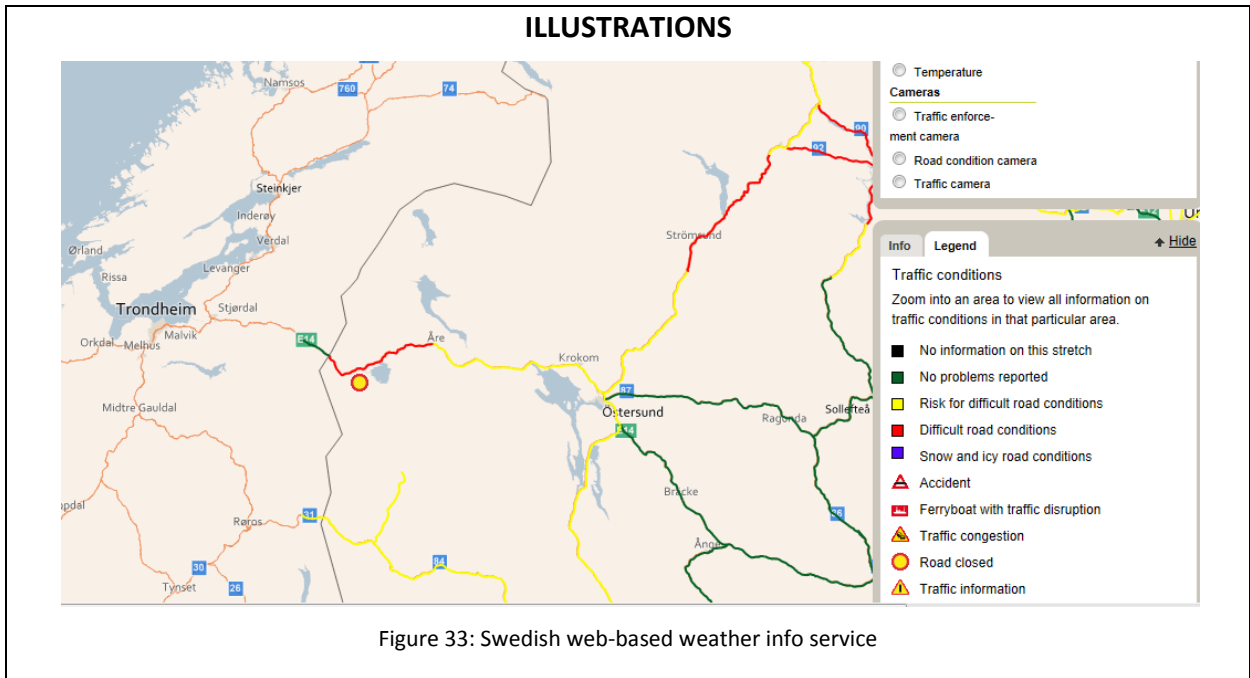 ILLUSTRATIONS
Namsos
760
74
Steinkjer
Inderøy
Verdal
Ørland
Rissa
Levanger
Trondheim
Stjørdal
Malvik
Orkdal
Melhus
E14
Åre
Krokom
Strömsund
90
92
Midtre Gauldal
87
Östersund
E14
Ragunda
Sollefteå
Bräcke
Ånge
Røros
31
84
30
Tynset
26
Temperature
Cameras
Traffic enforce-
ment camera
Road condition camera
Traffic camera
Info
Legend
Hide
Traffic conditions
Zoom into an area to view all information on
traffic conditions in that particular area.
No information on this stretch
No problems reported
Risk for difficult road conditions
Difficult road conditions
Snow and icy road conditions
Accident
Ferryboat with traffic disruption
Traffic congestion
Road closed
Traffic information
Figure 33: Swedish web-based weather info service